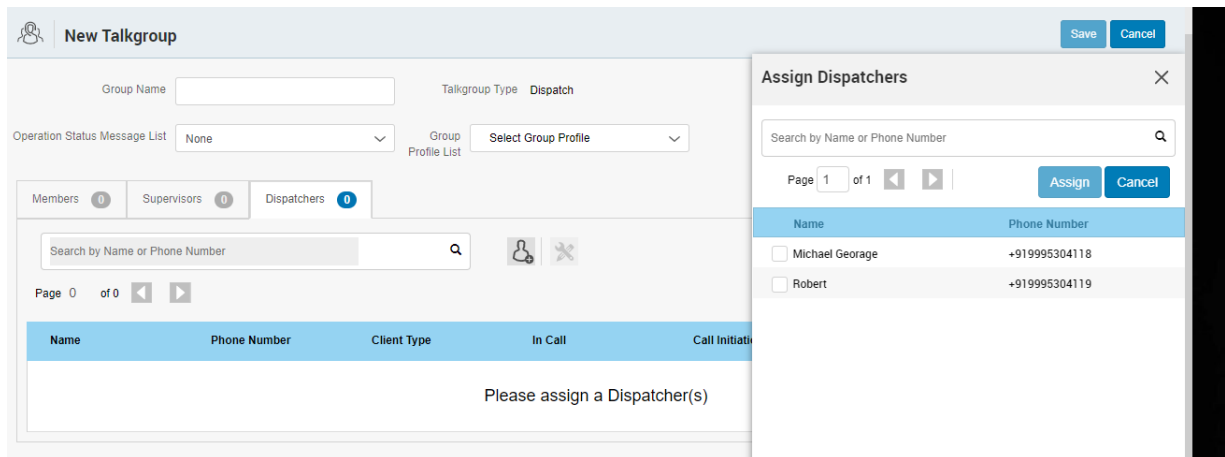 New Talkgroup
Save Cancel
Group Name
Talkgroup Type Dispatch
Operation Status Message List None
Group Profile List Select Group Profile
Members 0 Supervisors 0 Dispatchers 0
Search by Name or Phone Number
Page 0 of 0
Name Phone Number Client Type In Call Call Initiati
Please assign a Dispatcher(s)
Assign Dispatchers
Search by Name or Phone Number
Page 1 of 1 Assign Cancel
Name Phone Number
Michael Georage +919995304118
Robert +919995304119